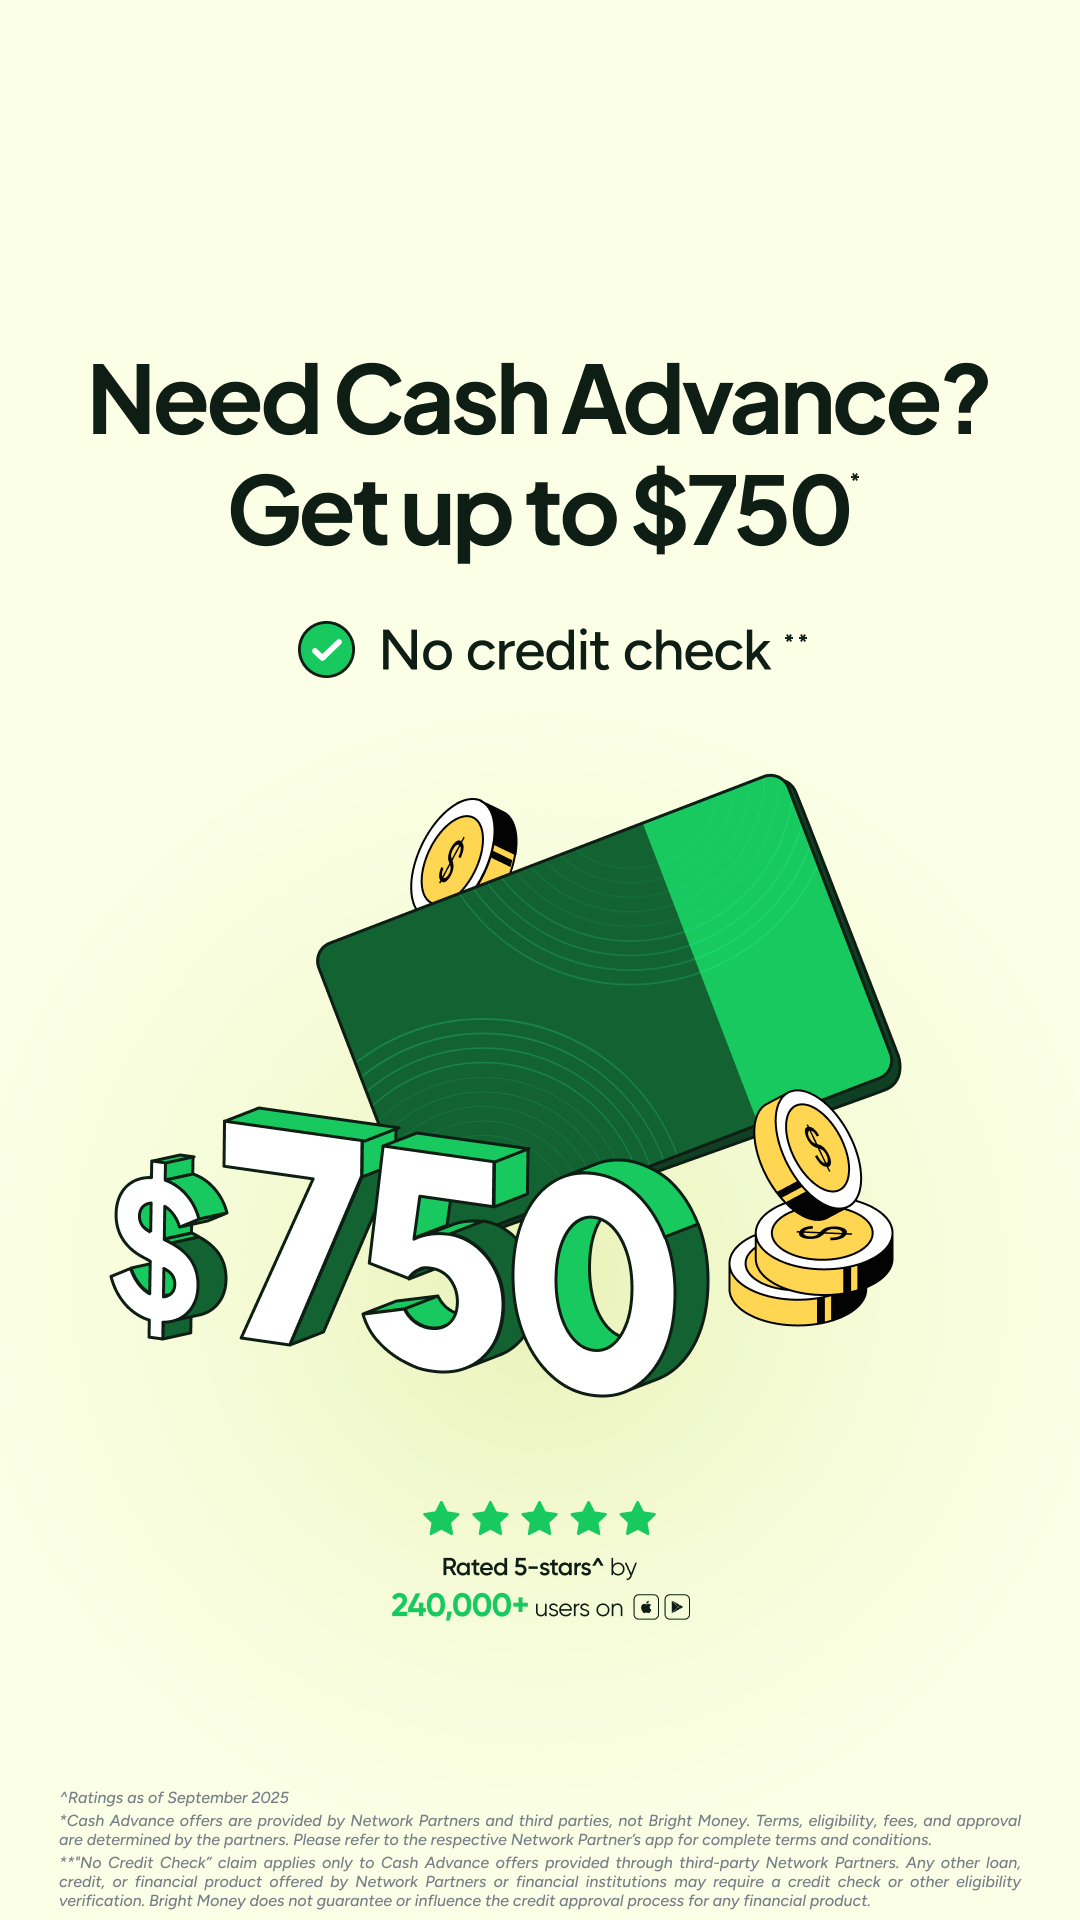 Need Cash Advance?
Get up to $750*
No credit check **
$
$750
$
$
Rated 5-stars^ by
240,000+ users on
^Ratings as of September 2025
*Cash Advance offers are provided by Network Partners and third parties, not Bright Money. Terms, eligibility, fees, and approval
are determined by the partners. Please refer to the respective Network Partner's app for complete terms and conditions.
**"No Credit Check” claim applies only to Cash Advance offers provided through third-party Network Partners. Any other loan,
credit, or financial product offered by Network Partners or financial institutions may require a credit check or other eligibility
verification. Bright Money does not guarantee or influence the credit approval process for any financial product.